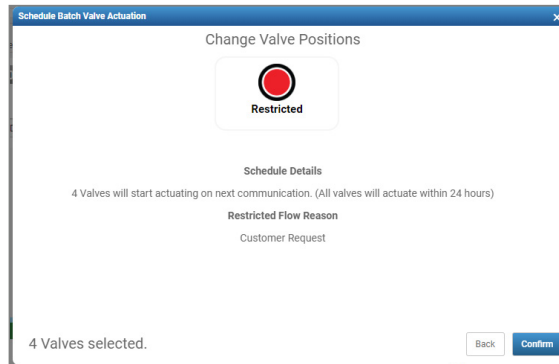 Schedule Batch Valve Actuation
Change Valve Positions
Restricted
Schedule Details
4 Valves will start actuating on next communication. (All valves will actuate within 24 hours)
Restricted Flow Reason
Customer Request
4 Valves selected.
Back
Confirm